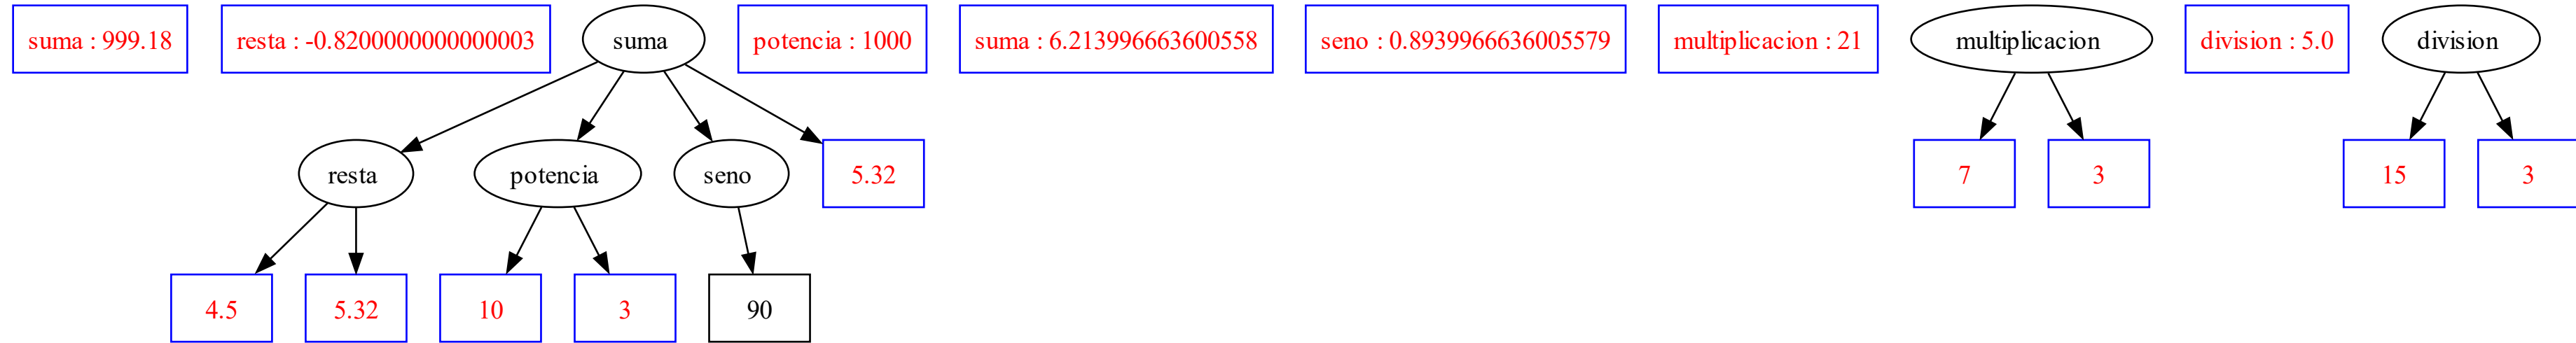 suma : 999.18
resta : -0.8200000000000003
suma
potencia : 1000
suma : 6.213996663600558
seno : 0.8939966636005579
multiplicacion : 21
multiplicacion
division : 5.0
division
resta
potencia
seno
5.32
7
3
15
3
4.5
5.32
10
3
90